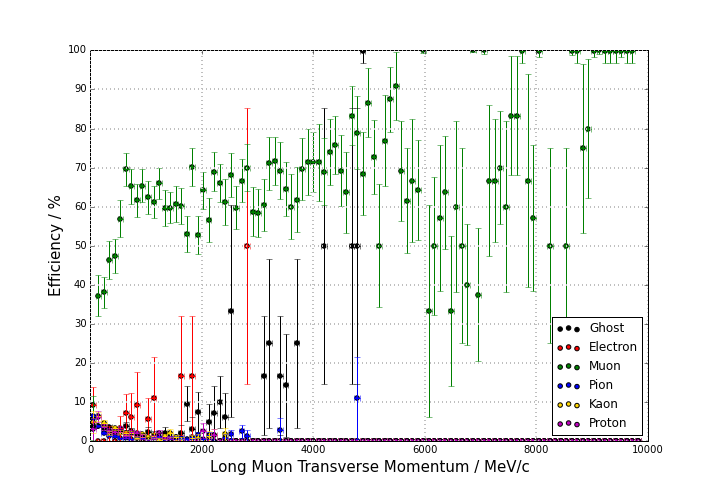 100
90
80
70
60
50
40
30
20
10
0
Efficiency / %
0 2000 4000 6000 8000 10000
Long Muon Transverse Momentum / MeV/c
Ghost
Electron
Muon
Pion
Kaon
Proton